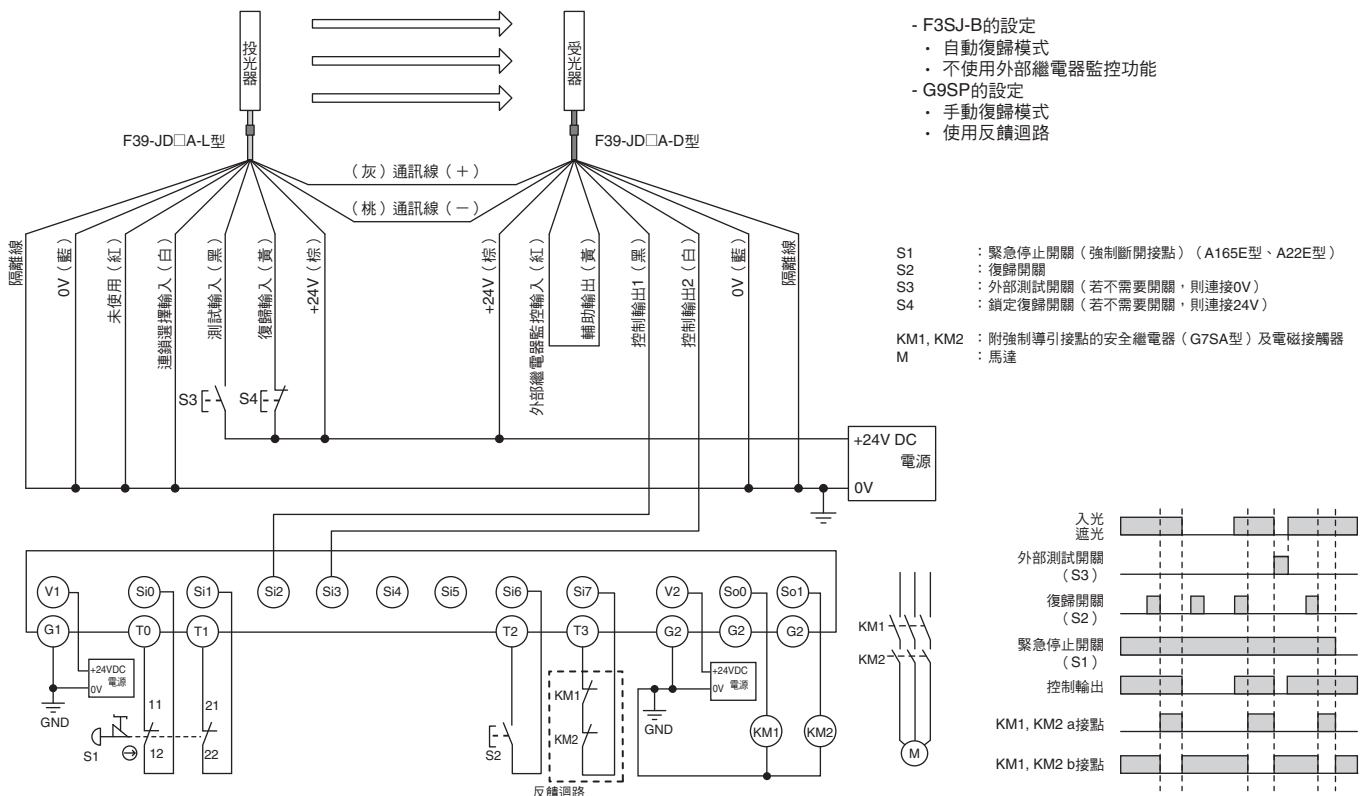 投光器
受光器
F39-JD□A-L型
F39-JD□A-D型
（灰）通訊線（＋）
（桃）通訊線（－）
隔離線
0V（藍）
未使用（紅）
連鎖選擇輸入（白）
測試輸入（黑）
復歸輸入（黃）
+24V（棕）
+24V（棕）
外部繼電器監控輸入（紅）
輔助輸出（黃）
控制輸出1（黑）
控制輸出2（白）
0V（藍）
隔離線
S3
S4
+24V DC
電源
0V
- F3SJ-B的設定
・ 自動復歸模式
・ 不使用外部繼電器監控功能
- G9SP的設定
・ 手動復歸模式
・ 使用反饋迴路
S1 ：緊急停止開關（強制斷開接點）（A165E型、A22E型）
S2 ：復歸開關
S3 ：外部測試開關（若不需要開關，則連接0V）
S4 ：鎖定復歸開關（若不需要開關，則連接24V）
KM1, KM2 ：附強制導引接點的安全繼電器（G7SA型）及電磁接觸器
M ：馬達
V1 Si0 Si1 Si2 Si3 Si4 Si5 Si6 Si7 V2 So0 So1
G1 T0 T1 T2 T3 G2 G2 G2
+24VDC
電源
0V
GND
11
12
21
22
S1
S2
KM1
KM2
反饋迴路
+24VDC
電源
0V
GND
KM1
KM2
KM1
KM2
M
入光
遮光
外部測試開關
（S3）
復歸開關
（S2）
緊急停止開關
（S1）
控制輸出
KM1, KM2 a接點
KM1, KM2 b接點